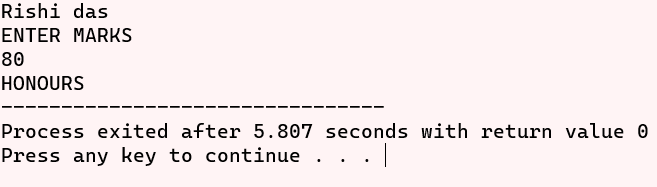 Rishi das
ENTER MARKS
80
HONOURS
--------------------------------
Process exited after 5.807 seconds with return value 0
Press any key to continue . . .